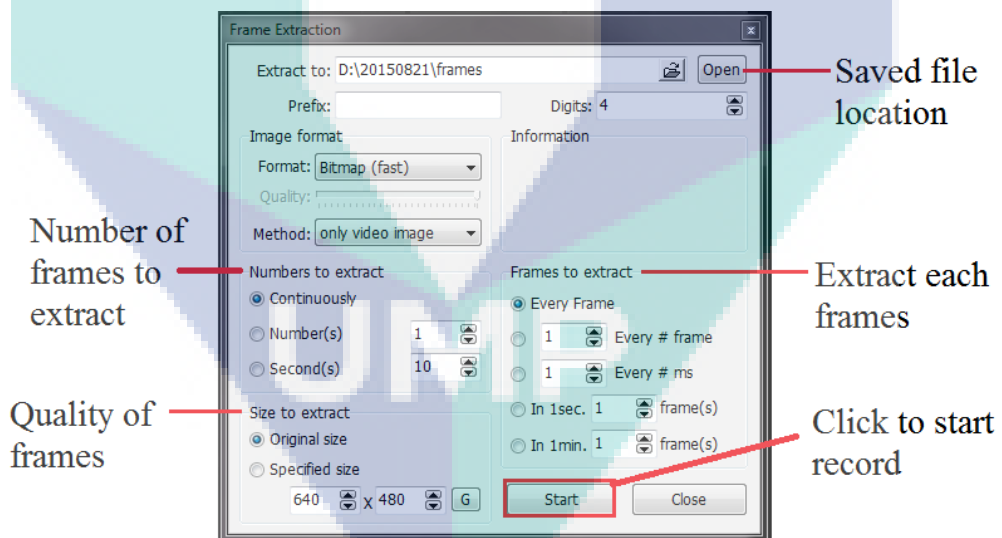 Frame Extraction
Extract to: D:\20150821\frames Open
Prefix: Digits: 4
Image format
Format: Bitmap (fast)
Quality:
Method: only video image
Information
Numbers to extract
Continuously
Number(s) 1
Second(s) 10
Size to extract
Original size
Specified size
640 x 480 G
Frames to extract
Every Frame
1 Every # frame
1 Every # ms
In 1sec. 1 frame(s)
In 1min. 1 frame(s)
Start Close
Number of
frames to
extract
Quality of
frames
Saved file
location
Extract each
frames
Click to start
record
UMP